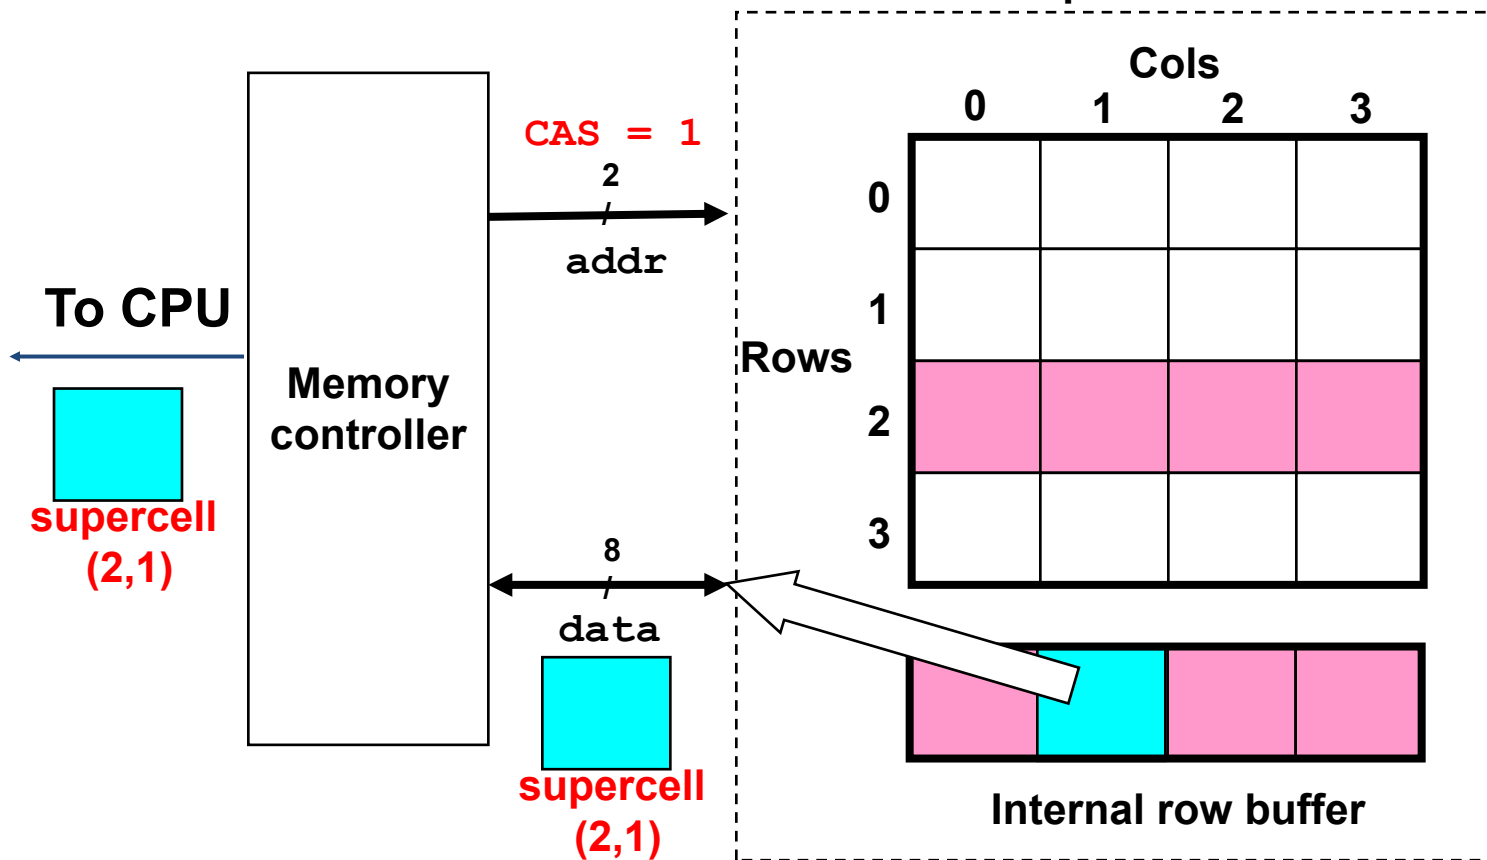 Cols
0 1 2 3
CAS = 1
2
addr
0
1
2
3
Rows
To CPU
Memory
controller
supercell
(2,1)
8
data
supercell
(2,1)
Internal row buffer